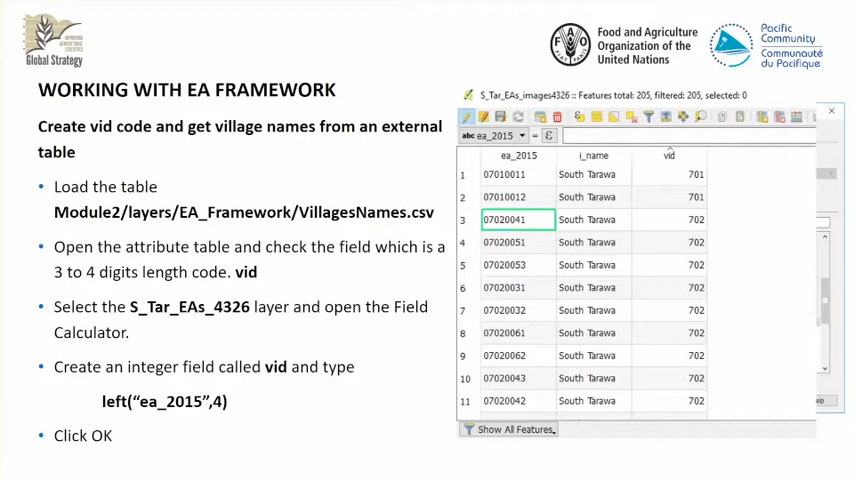 IMPROVING
AGRICULTURAL
STATISTICS
Global Strategy
FAO
FIAT PANIS
Food and Agriculture
Organization of the
United Nations
Pacific
Community
Communauté
du Pacifique
WORKING WITH EA FRAMEWORK
Create vid code and get village names from an external
table
• Load the table
Module2/layers/EA_Framework/VillagesNames.csv
• Open the attribute table and check the field which is a
3 to 4 digits length code. vid
• Select the S_Tar_EAs_4326 layer and open the Field
Calculator.
• Create an integer field called vid and type
left(“ea_2015”,4)
• Click OK
S_Tar_EAs_images4326 :: Features total: 205, filtered: 205, selected: 0
abc ea_2015 = ε
ea_2015 i_name vid
1 07010011 South Tarawa 701
2 07010012 South Tarawa 701
3 07020041 South Tarawa 702
4 07020051 South Tarawa 702
5 07020053 South Tarawa 702
6 07020031 South Tarawa 702
7 07020032 South Tarawa 702
8 07020061 South Tarawa 702
9 07020062 South Tarawa 702
10 07020043 South Tarawa 702
11 07020042 South Tarawa 702
Show All Features
elp